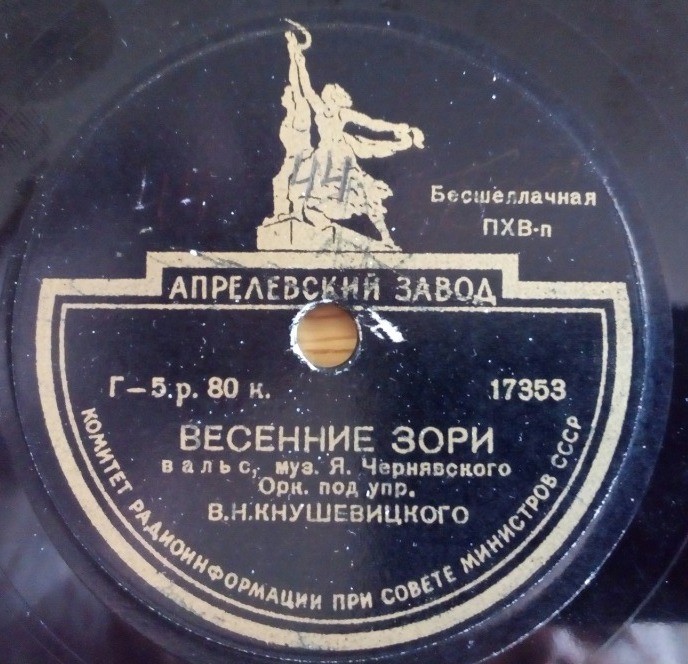 44
Бесшеллачная
ПХВ-п
АПРЕЛЕВСКИЙ ЗАВОД
Г-5.р. 80 к. 17353
ВЕСЕННИЕ ЗОРИ
вальс, муз. Я. Чернявского
Орк. под упр.
В.Н.КНУШЕВИЦКОГО
КОМИТЕТ РАДИОИНФОРМАЦИИ ПРИ СОВЕТЕ МИНИСТРОВ СССР